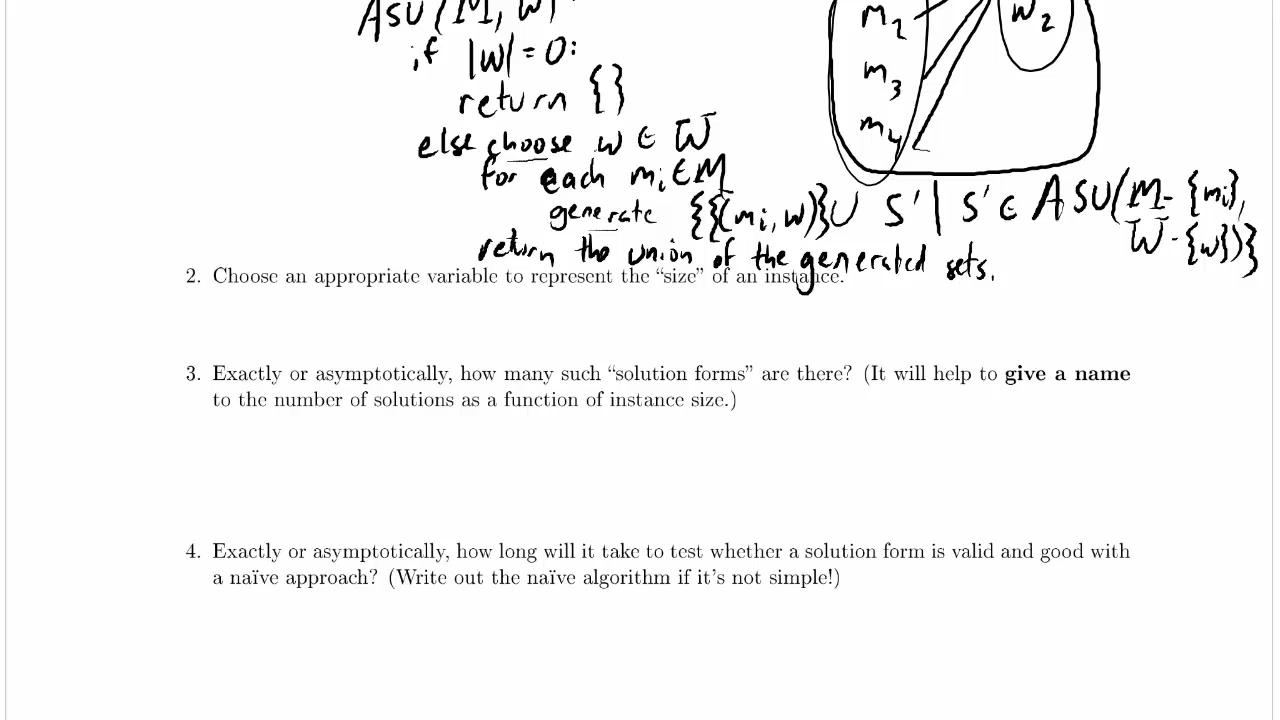 ASU(M, W)
m2
w2
if |W| = 0:
m3
return {}
m4
else choose w ∈ W
for each mi ∈ M
generate {{(mi, w)} ∪ S' | S' ∈ ASU(M - {mi},
W - {w})}
return the union of the generated sets.
2. Choose an appropriate variable to represent the “size” of an instance.
3. Exactly or asymptotically, how many such “solution forms” are there? (It will help to give a name
to the number of solutions as a function of instance size.)
4. Exactly or asymptotically, how long will it take to test whether a solution form is valid and good with
a naïve approach? (Write out the naïve algorithm if it's not simple!)